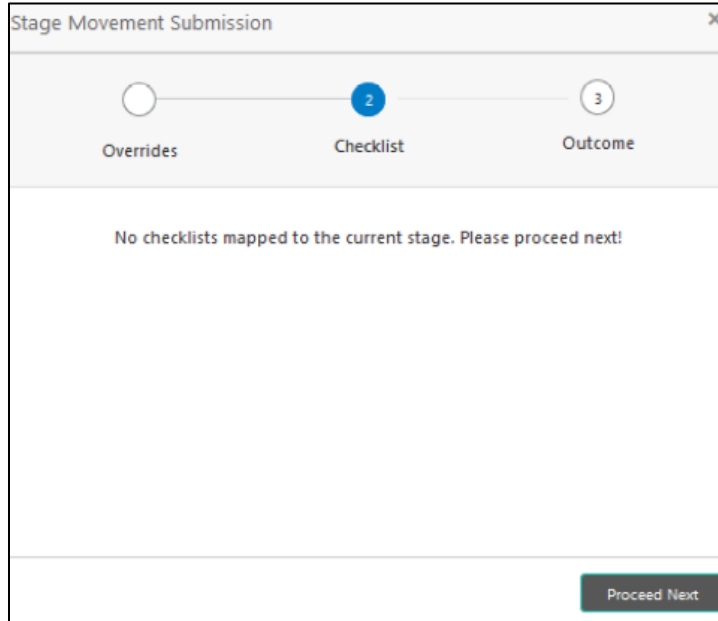 Stage Movement Submission
×
2
3
Overrides
Checklist
Outcome
No checklists mapped to the current stage. Please proceed next!
Proceed Next